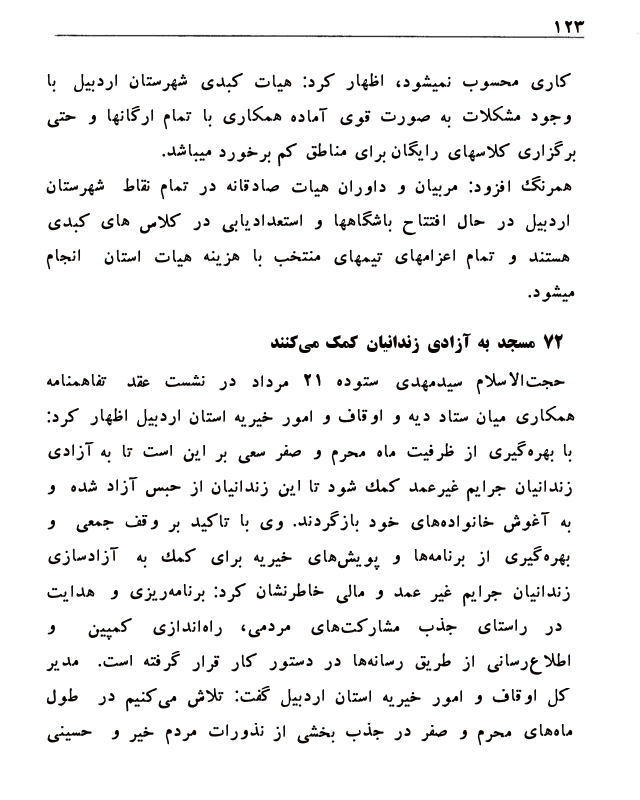 ۱۲۳
کاری محسوب نمیشود، اظهار کرد: هیات کبدی شهرستان اردبیل با
وجود مشکلات به صورت قوی آماده همکاری با تمام ارگانها و حتی
برگزاری کلاسهای رایگان برای مناطق کم برخورد میباشد.
همرنگ افزود: مربیان و داوران هیات صادقانه در تمام نقاط شهرستان
اردبیل در حال افتتاح باشگاهها و استعدادیابی در کلاس های کبدی
هستند و تمام اعزامهای تیمهای منتخب با هزینه هیات استان انجام
میشود.
۷۲ مسجد به آزادی زندانیان کمک می‌کنند
حجت‌الاسلام سیدمهدی ستوده ۲۱ مرداد در نشست عقد تفاهمنامه
همکاری میان ستاد دیه و اوقاف و امور خیریه استان اردبیل اظهار کرد:
با بهره‌گیری از ظرفیت ماه محرم و صفر سعی بر این است تا به آزادی
زندانیان جرایم غیرعمد کمک شود تا این زندانیان از حبس آزاد شده و
به آغوش خانواده‌های خود بازگردند. وی با تاکید بر وقف جمعی و
بهره‌گیری از برنامه‌ها و پویش‌های خیریه برای کمک به آزادسازی
زندانیان جرایم غیر عمد و مالی خاطرنشان کرد: برنامه‌ریزی و هدایت
در راستای جذب مشارکت‌های مردمی، راه‌اندازی کمپین و
اطلاع‌رسانی از طریق رسانه‌ها در دستور کار قرار گرفته است. مدیر
کل اوقاف و امور خیریه استان اردبیل گفت: تلاش می‌کنیم در طول
ماه‌های محرم و صفر در جذب بخشی از نذورات مردم خیر و حسینی